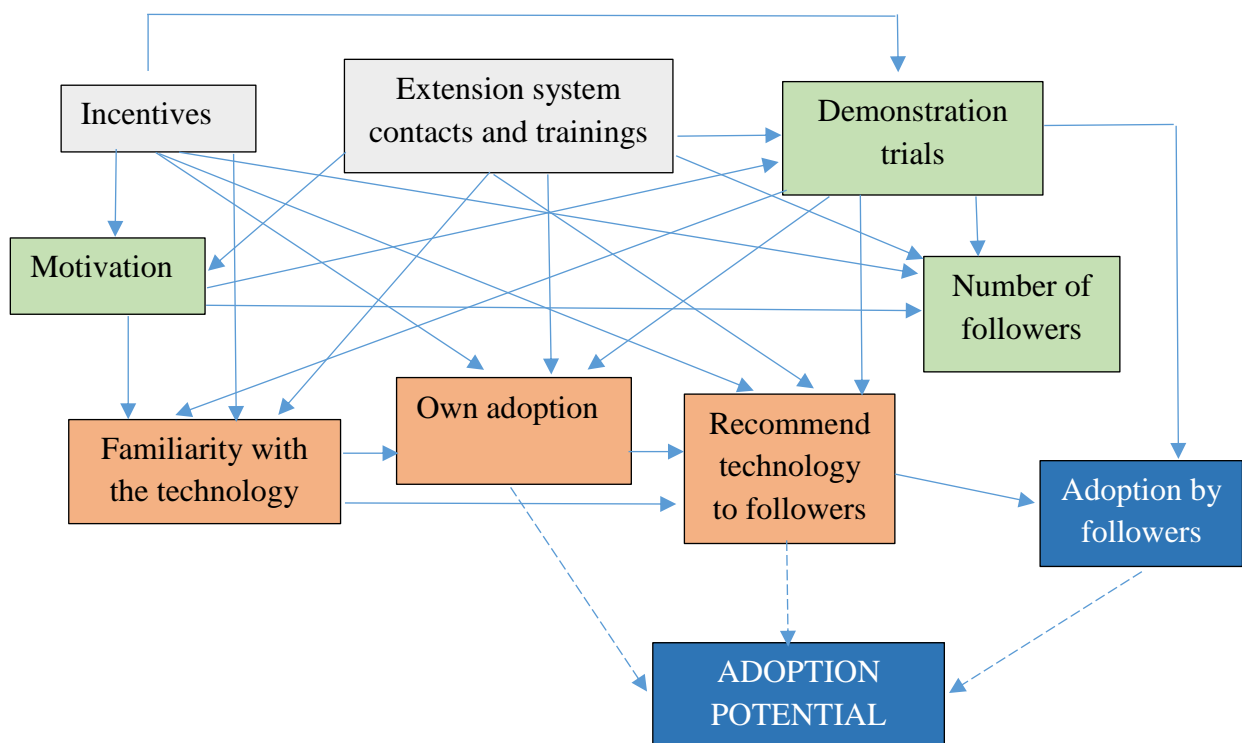 Incentives
Extension system
contacts and trainings
Demonstration
trials
Motivation
Number of
followers
Familiarity with
the technology
Own adoption
Recommend
technology
to followers
Adoption by
followers
ADOPTION
POTENTIAL